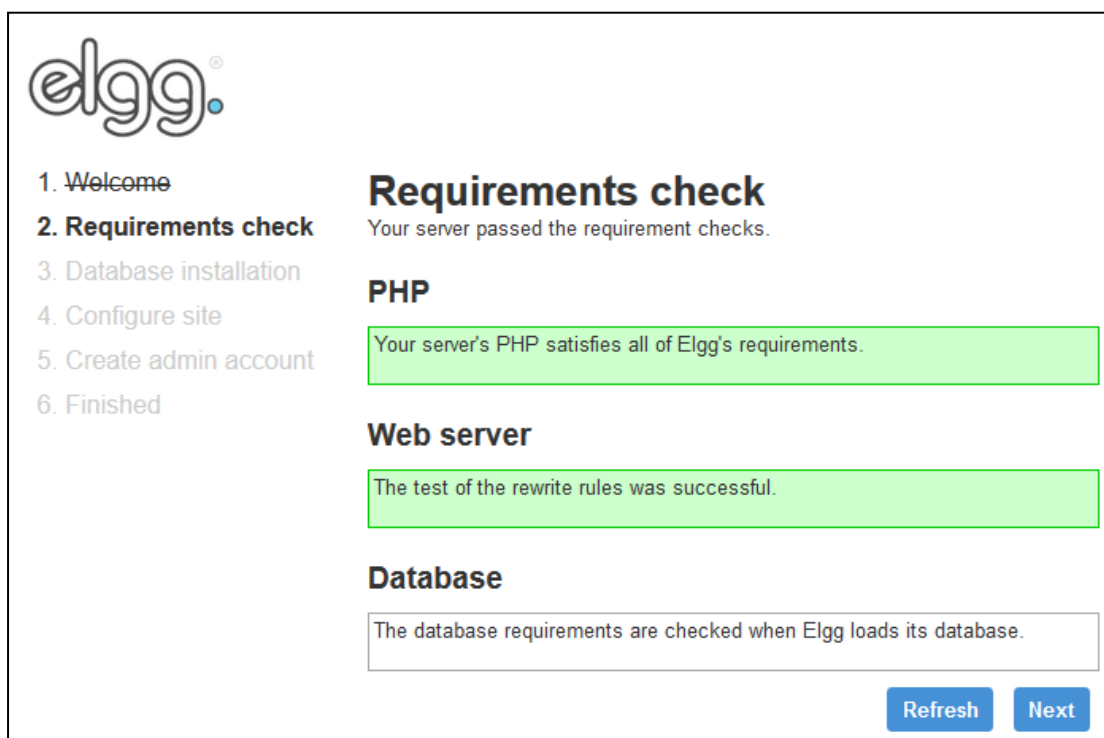 elgg.®
1. Welcome
2. Requirements check
3. Database installation
4. Configure site
5. Create admin account
6. Finished
Requirements check
Your server passed the requirement checks.
PHP
Your server's PHP satisfies all of Elgg's requirements.
Web server
The test of the rewrite rules was successful.
Database
The database requirements are checked when Elgg loads its database.
Refresh Next